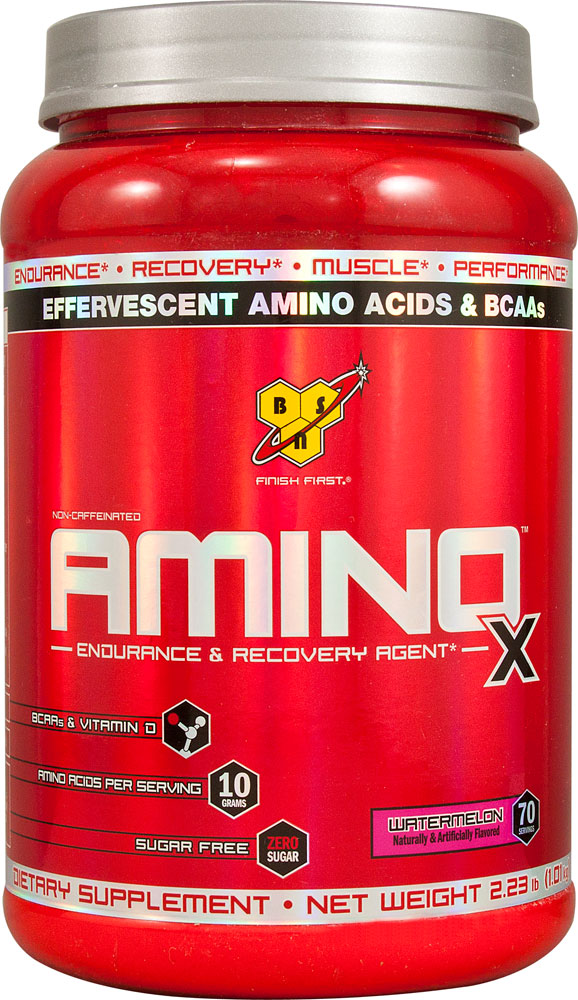 ENDURANCE* • RECOVERY* • MUSCLE* • PERFORMANCE*
EFFERVESCENT AMINO ACIDS & BCAAs
B S
N
FINISH FIRST.®
NON-CAFFEINATED
AMINO™
X
ENDURANCE & RECOVERY AGENT*
BCAAs & VITAMIN D
AMINO ACIDS PER SERVING
10
GRAMS
SUGAR FREE
ZERO
SUGAR
WATERMELON
Naturally & Artificially Flavored
70
SERVINGS
DIETARY SUPPLEMENT • NET WEIGHT 2.23 lb (1.01 kg)